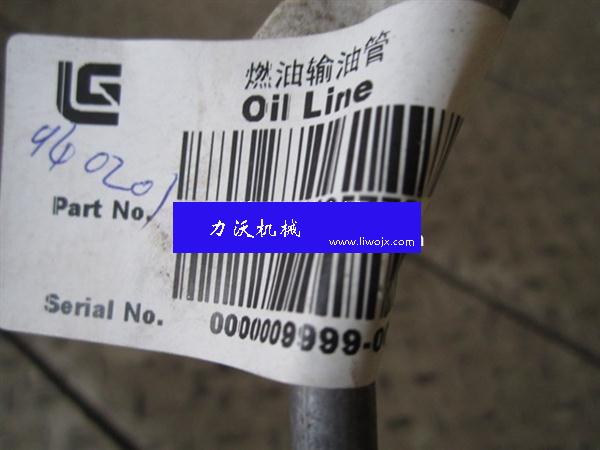 LG
燃油输油管
Oil Line
940201
Part No.
力沃机械
www.liwojx.com
Serial No.
0000009999-0